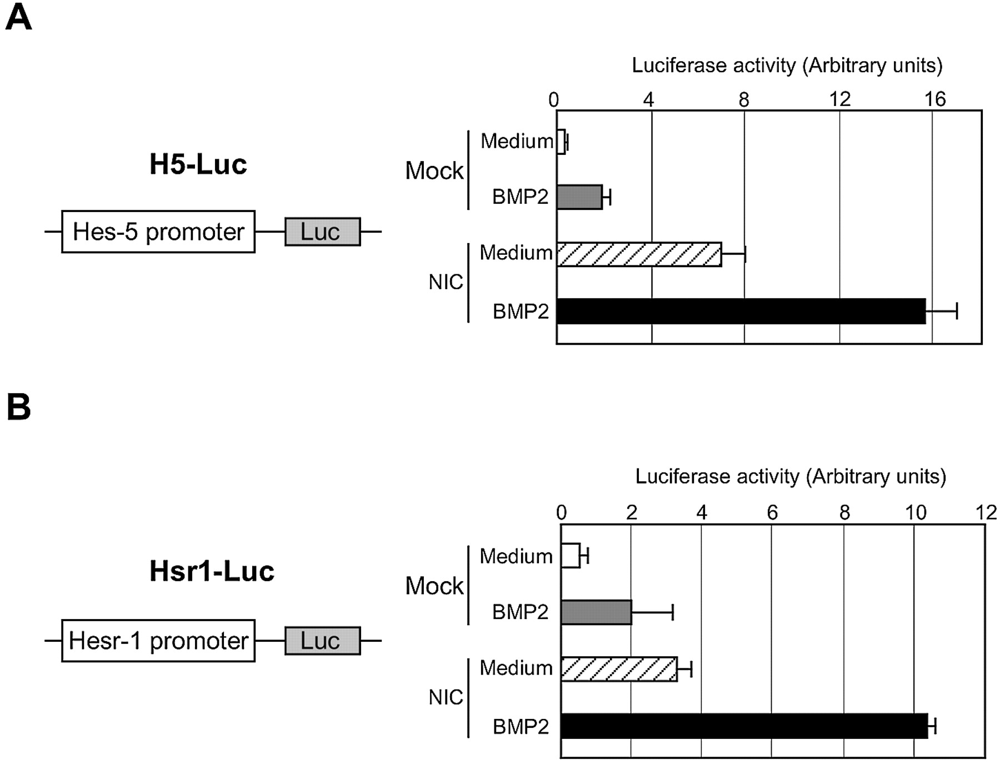 A
Luciferase activity (Arbitrary units)
0 4 8 12 16
H5-Luc
Hes-5 promoter Luc
Mock
Medium
BMP2
NIC
Medium
BMP2
B
Luciferase activity (Arbitrary units)
0 2 4 6 8 10 12
Hsr1-Luc
Hesr-1 promoter Luc
Mock
Medium
BMP2
NIC
Medium
BMP2